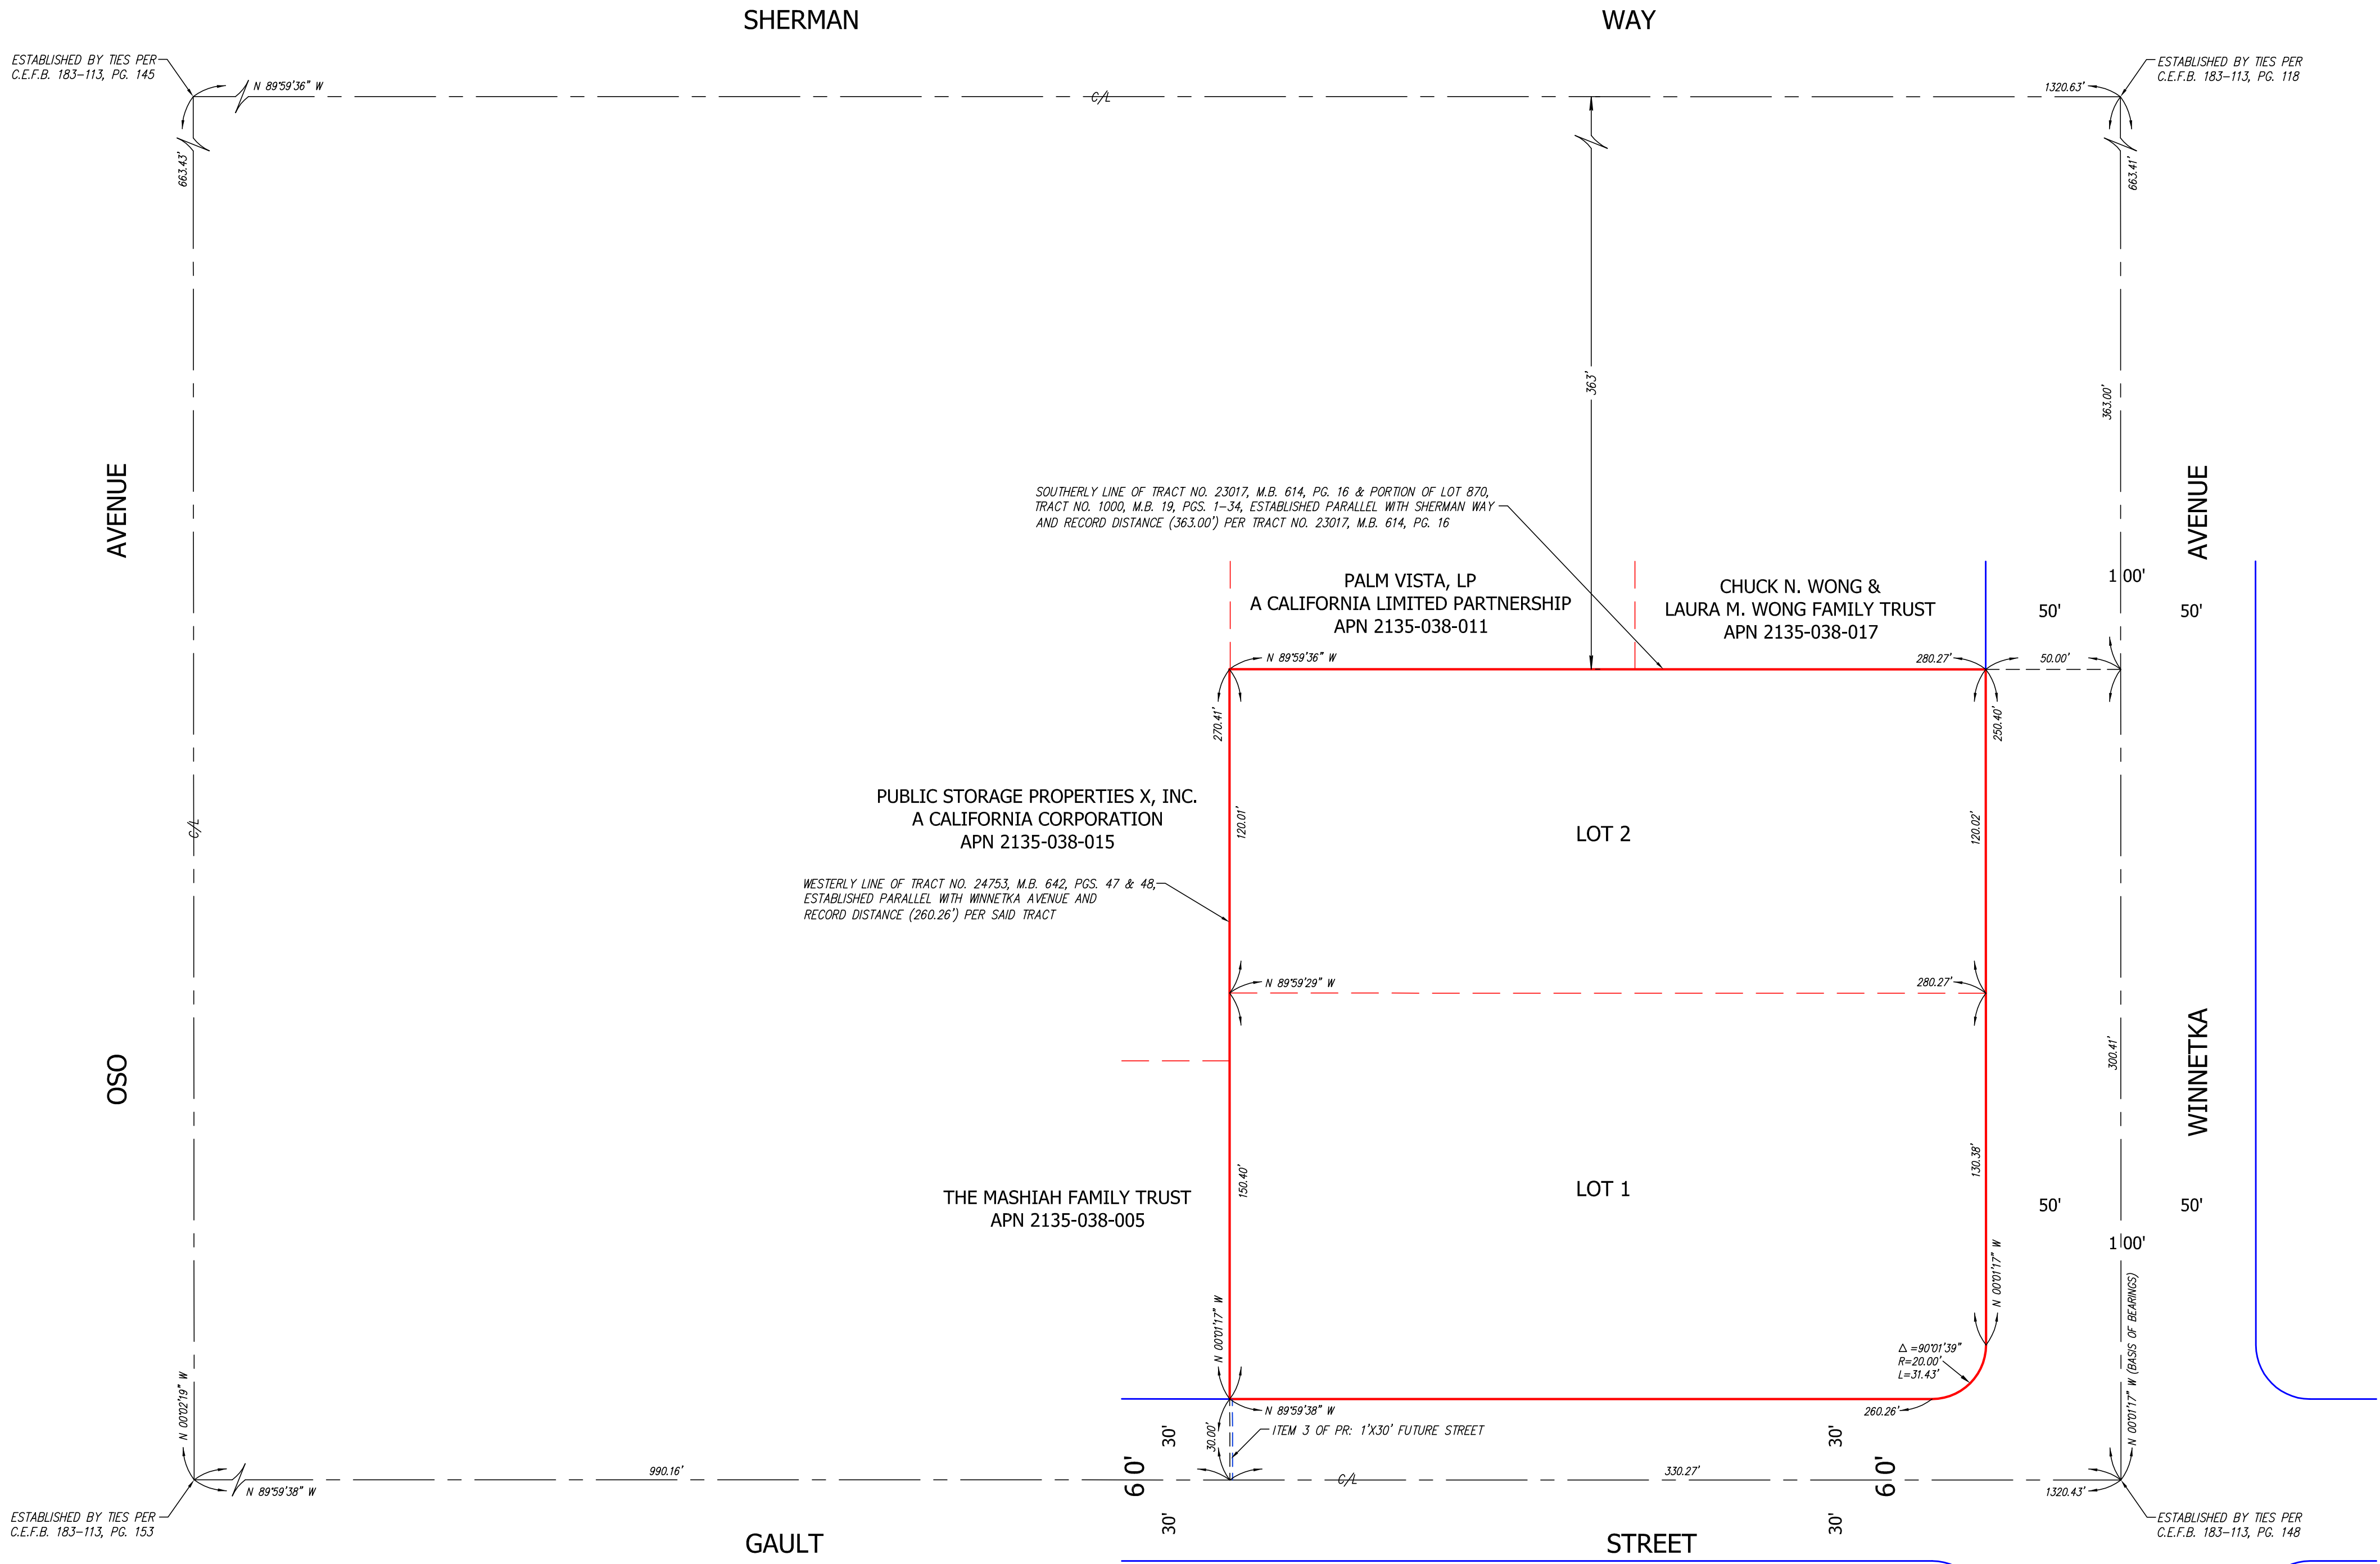 SHERMAN WAY
ESTABLISHED BY TIES PER
C.E.F.B. 183-113, PG. 145
N 89°59'36" W
C/L
1320.63'
ESTABLISHED BY TIES PER
C.E.F.B. 183-113, PG. 118
663.43'
663.41'
363'
363.00'
AVENUE
AVENUE
SOUTHERLY LINE OF TRACT NO. 23017, M.B. 614, PG. 16 & PORTION OF LOT 870,
TRACT NO. 1000, M.B. 19, PGS. 1-34, ESTABLISHED PARALLEL WITH SHERMAN WAY
AND RECORD DISTANCE (363.00') PER TRACT NO. 23017, M.B. 614, PG. 16
PALM VISTA, LP
A CALIFORNIA LIMITED PARTNERSHIP
APN 2135-038-011
CHUCK N. WONG &
LAURA M. WONG FAMILY TRUST
APN 2135-038-017
100'
50'
50'
N 89°59'36" W
280.27'
50.00'
270.41'
250.40'
PUBLIC STORAGE PROPERTIES X, INC.
A CALIFORNIA CORPORATION
APN 2135-038-015
120.01'
LOT 2
120.02'
C/L
WESTERLY LINE OF TRACT NO. 24753, M.B. 642, PGS. 47 & 48,
ESTABLISHED PARALLEL WITH WINNETKA AVENUE AND
RECORD DISTANCE (260.26') PER SAID TRACT
N 89°59'29" W
280.27'
OSO
300.41'
WINNETKA
THE MASHIAH FAMILY TRUST
APN 2135-038-005
150.40'
LOT 1
130.38'
50'
50'
100'
N 00°01'17" W
N 00°01'17" W
N 00°01'17" W (BASIS OF BEARINGS)
Δ =90°01'39"
R=20.00'
L=31.43'
N 00°02'19" W
N 89°59'38" W
260.26'
ITEM 3 OF PR: 1'X30' FUTURE STREET
30.00'
30'
30'
60'
60'
990.16'
C/L
330.27'
N 89°59'38" W
1320.43'
ESTABLISHED BY TIES PER
C.E.F.B. 183-113, PG. 153
30'
30'
ESTABLISHED BY TIES PER
C.E.F.B. 183-113, PG. 148
GAULT STREET